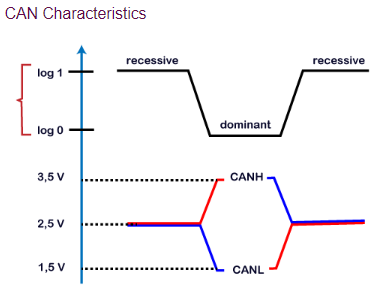 CAN Characteristics
recessive recessive
log 1
dominant
log 0
3,5 V CANH
2,5 V
1,5 V CANL